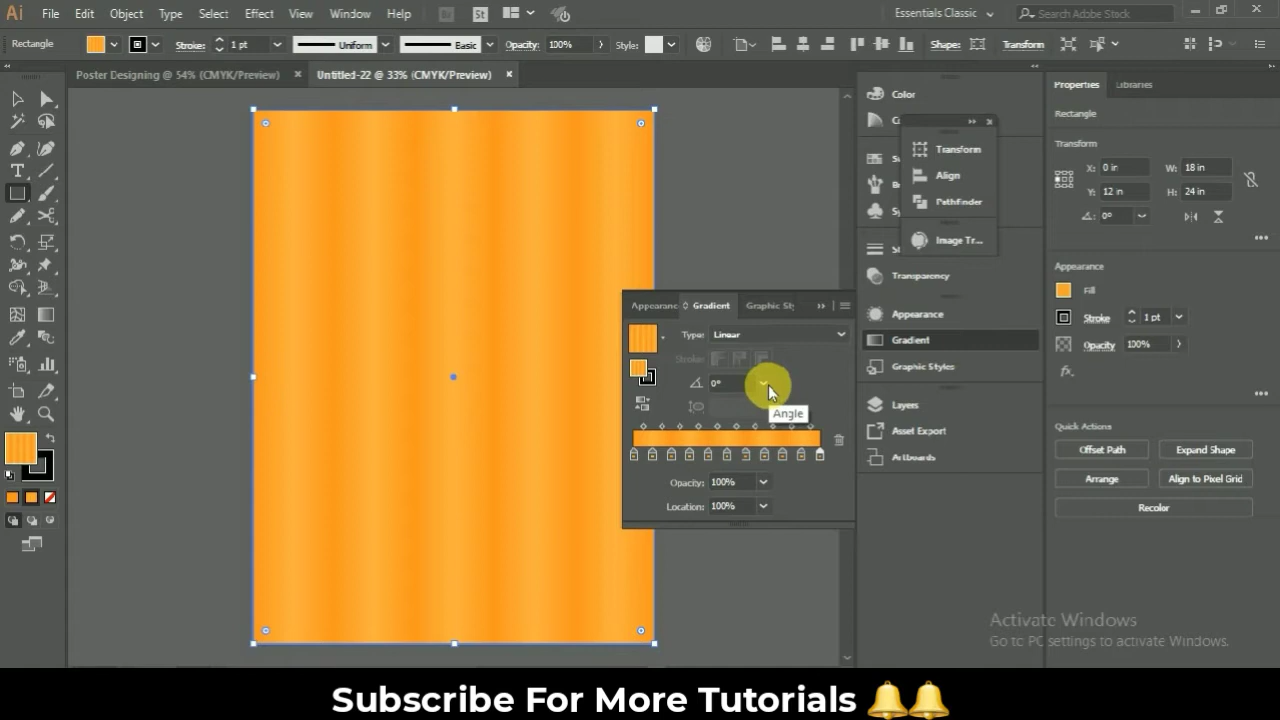 Ai File Edit Object Type Select Effect View Window Help Br St Essentials Classic Search Adobe Stock
Rectangle Stroke: 1 pt Uniform Basic Opacity: 100% Style: Shape: Transform
Poster Designing @ 54% (CMYK/Preview) × Untitled-22 @ 33% (CMYK/Preview) ×
Properties Libraries
Rectangle
Transform
X: 0 in W: 18 in
Y: 12 in H: 24 in
0°
Appearance
Fill
Stroke 1 pt
Opacity 100%
fx.
Quick Actions
Offset Path Expand Shape
Arrange Align to Pixel Grid
Recolor
Color
Transform
Align
Pathfinder
Image Tr...
Transparency
Appearance
Gradient
Graphic Styles
Layers
Asset Export
Artboards
Appearance Gradient Graphic Sty
Type: Linear
Stroke:
0°
Angle
Opacity: 100%
Location: 100%
Activate Windows
Go to PC settings to activate Windows.
Subscribe For More Tutorials 🔔🔔